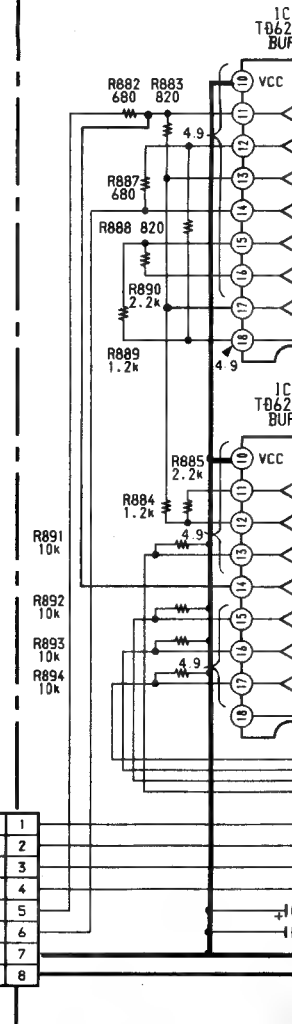 IC
TD62
BUF
R882 R883
680 820
10 VCC
11
4.9
12
R887
680
13
14
R888 820
15
16
R890
2.2k
17
18
R889
1.2k
4.9
IC
TD62
BUF
R885
2.2k
10 VCC
11
R884
1.2k
12
4.9
R891
10k
13
14
R892
10k
15
R893
10k
16
4.9
R894
10k
17
18
1
2
3
4
5
+
6
7
8